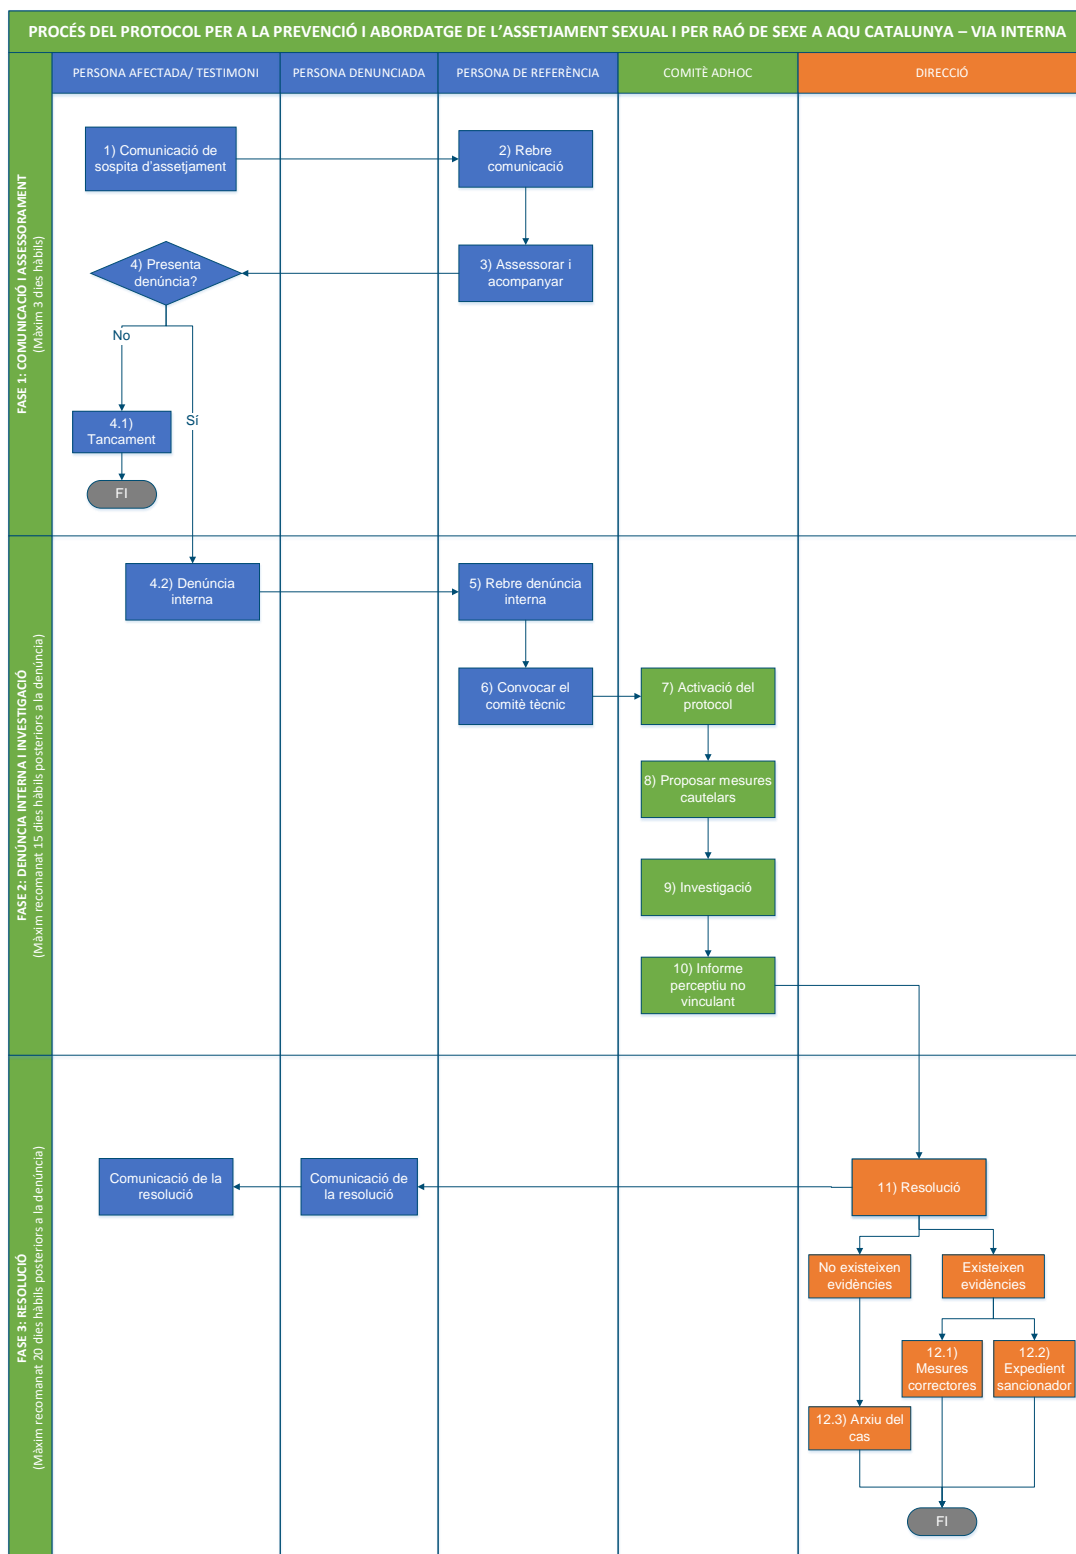 PROCÉS DEL PROTOCOL PER A LA PREVENCIÓ I ABORDATGE DE L'ASSETJAMENT SEXUAL I PER RAÓ DE SEXE A AQU CATALUNYA – VIA INTERNA
PERSONA AFECTADA/ TESTIMONI
PERSONA DENUNCIADA
PERSONA DE REFERÈNCIA
COMITÈ ADHOC
DIRECCIÓ
FASE 1: COMUNICACIÓ I ASSESSORAMENT
(Màxim 3 dies hàbils)
1) Comunicació de
sospita d'assetjament
2) Rebre
comunicació
4) Presenta
denúncia?
3) Assessorar i
acompanyar
No
Sí
4.1)
Tancament
FI
FASE 2: DENÚNCIA INTERNA I INVESTIGACIÓ
(Màxim recomanat 15 dies hàbils posteriors a la denúncia)
4.2) Denúncia
interna
5) Rebre denúncia
interna
6) Convocar el
comitè tècnic
7) Activació del
protocol
8) Proposar mesures
cautelars
9) Investigació
10) Informe
perceptiu no
vinculant
FASE 3: RESOLUCIÓ
(Màxim recomanat 20 dies hàbils posteriors a la denúncia)
Comunicació de la
resolució
Comunicació de
la resolució
11) Resolució
No existeixen
evidències
Existeixen
evidències
12.1)
Mesures
correctores
12.2)
Expedient
sancionador
12.3) Arxiu del
cas
FI